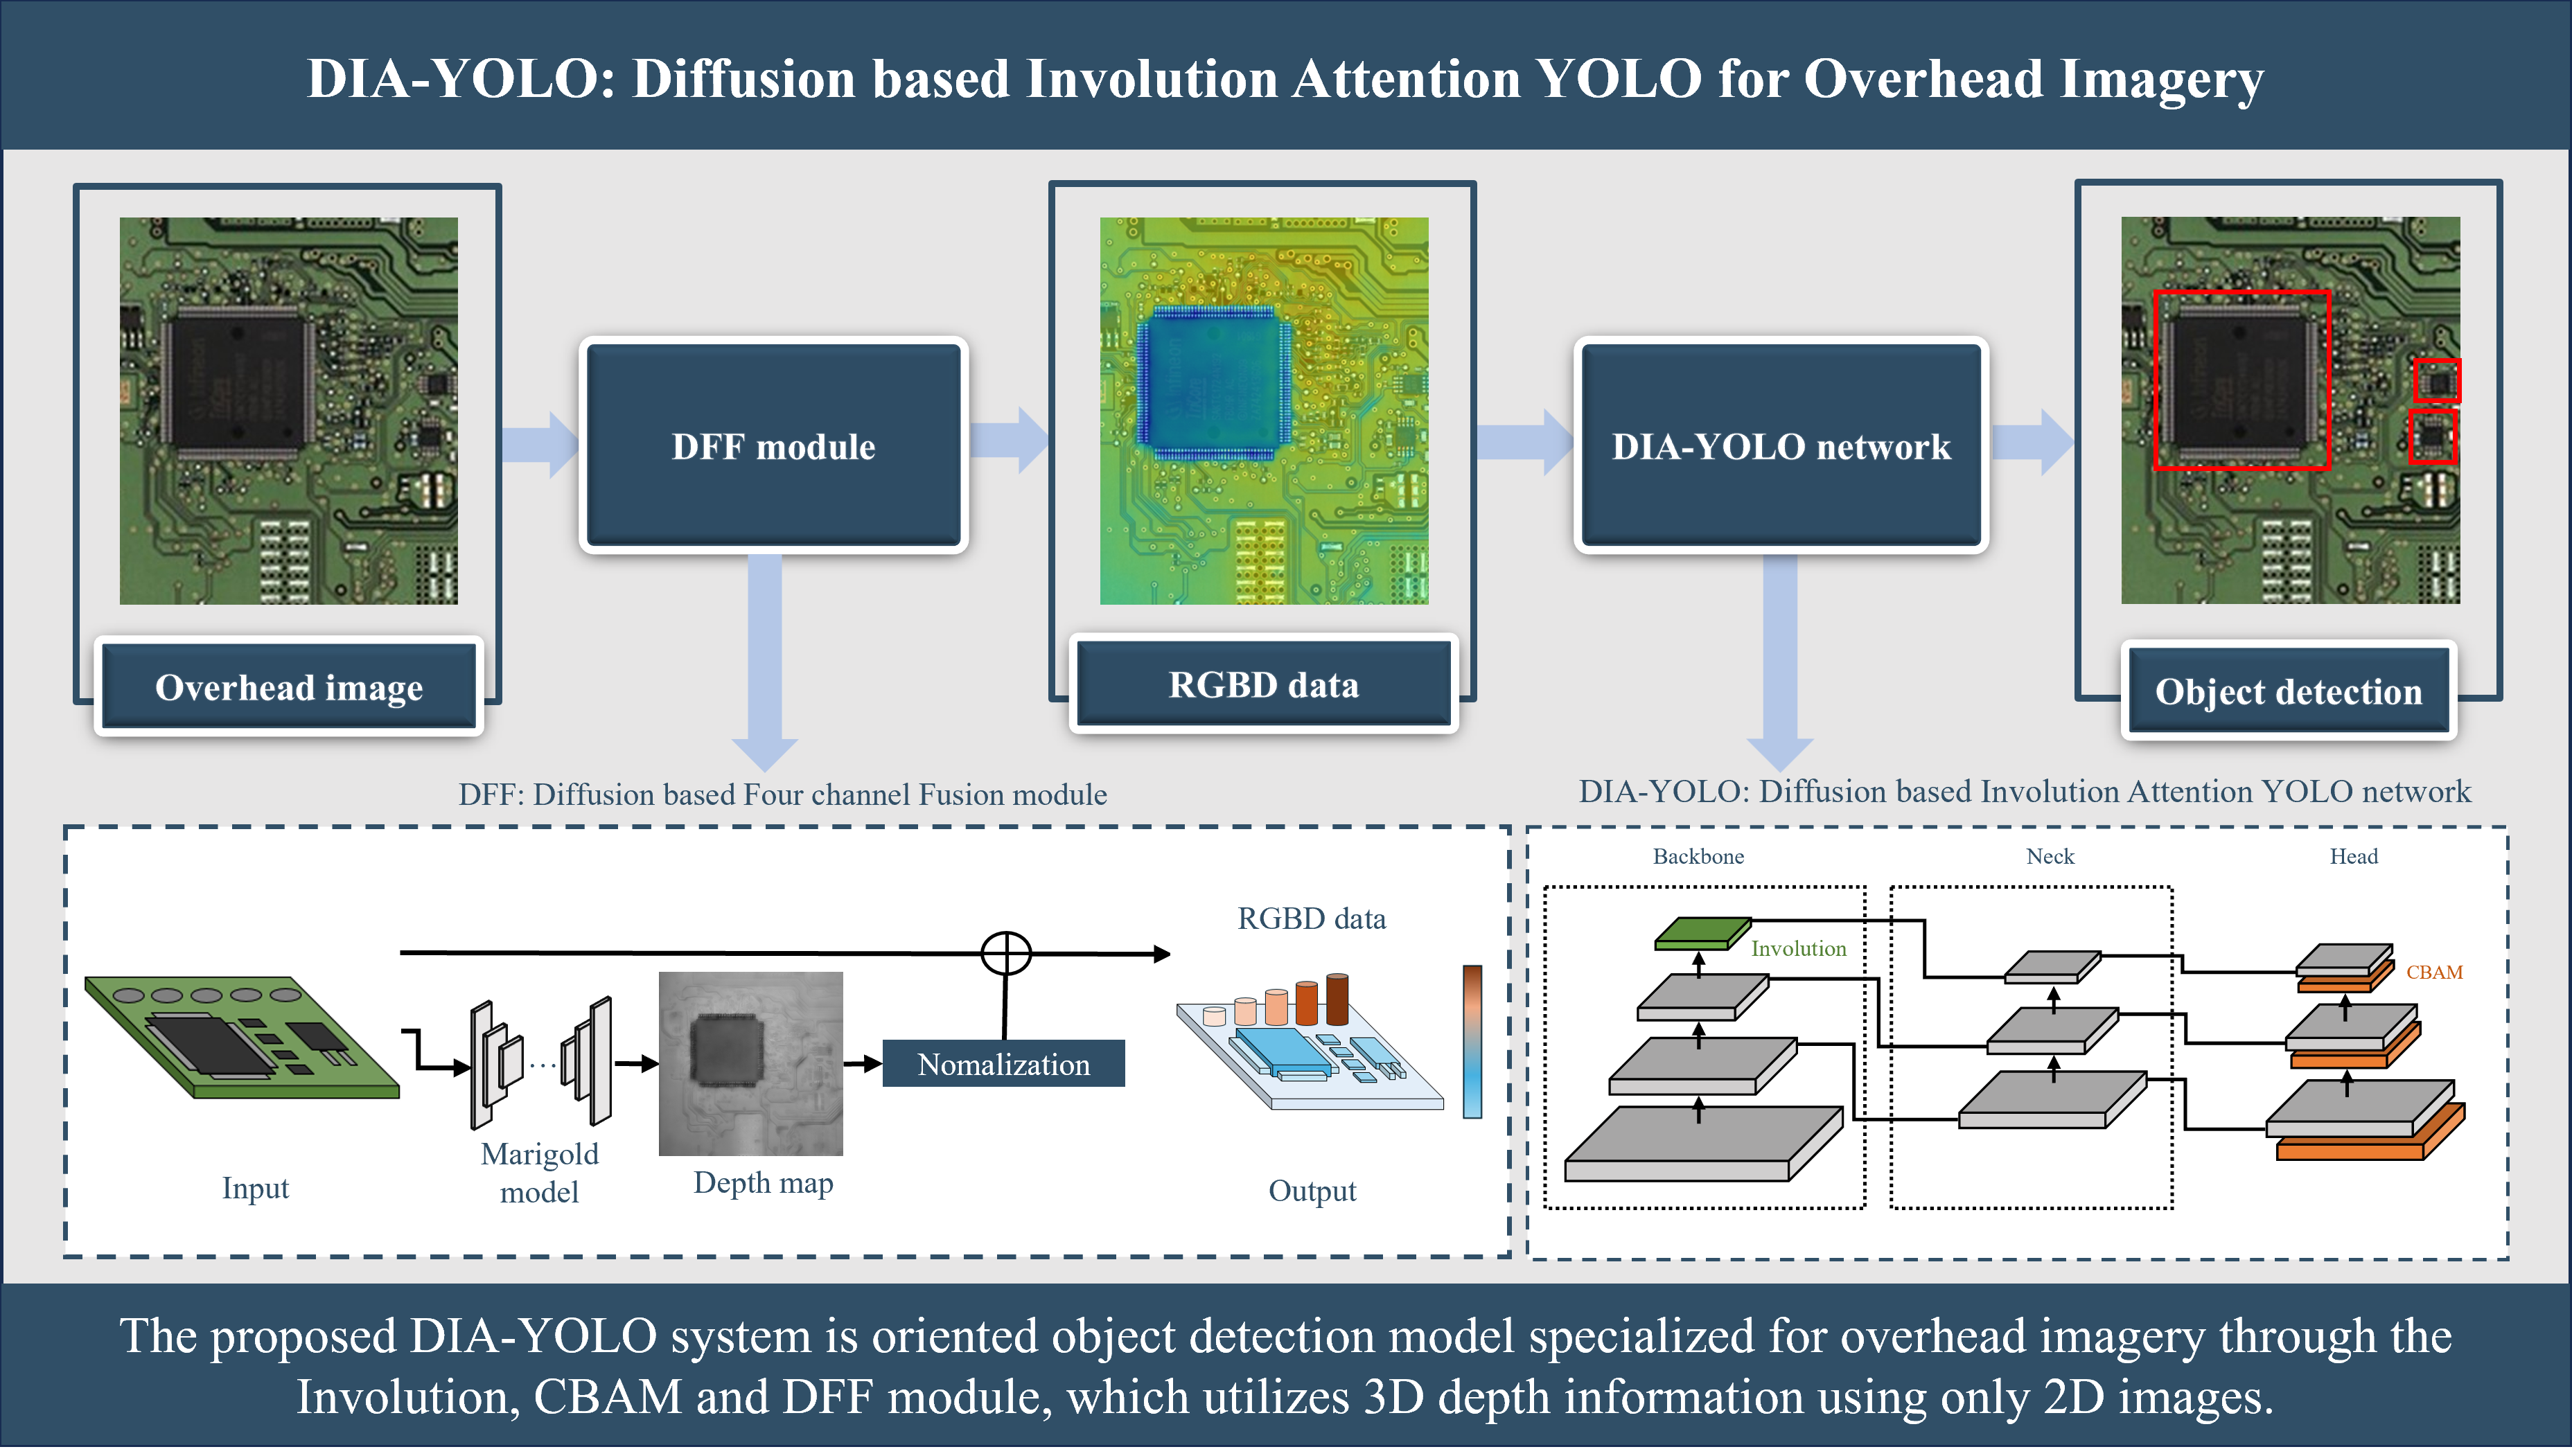 DIA-YOLO: Diffusion based Involution Attention YOLO for Overhead Imagery
Overhead image
DFF module
RGBD data
DIA-YOLO network
Object detection
DFF: Diffusion based Four channel Fusion module
DIA-YOLO: Diffusion based Involution Attention YOLO network
Input
Marigold
model
...
Depth map
Nomalization
RGBD data
Output
Backbone
Neck
Head
Involution
CBAM
The proposed DIA-YOLO system is oriented object detection model specialized for overhead imagery through the
Involution, CBAM and DFF module, which utilizes 3D depth information using only 2D images.